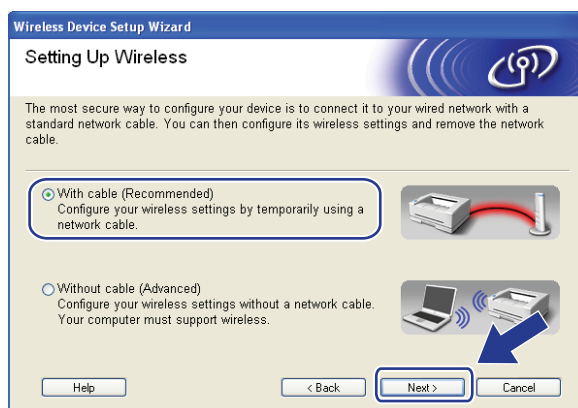 Wireless Device Setup Wizard
Setting Up Wireless
The most secure way to configure your device is to connect it to your wired network with a
standard network cable. You can then configure its wireless settings and remove the network
cable.
With cable (Recommended)
Configure your wireless settings by temporarily using a
network cable.
Without cable (Advanced)
Configure your wireless settings without a network cable.
Your computer must support wireless.
Help
< Back
Next >
Cancel